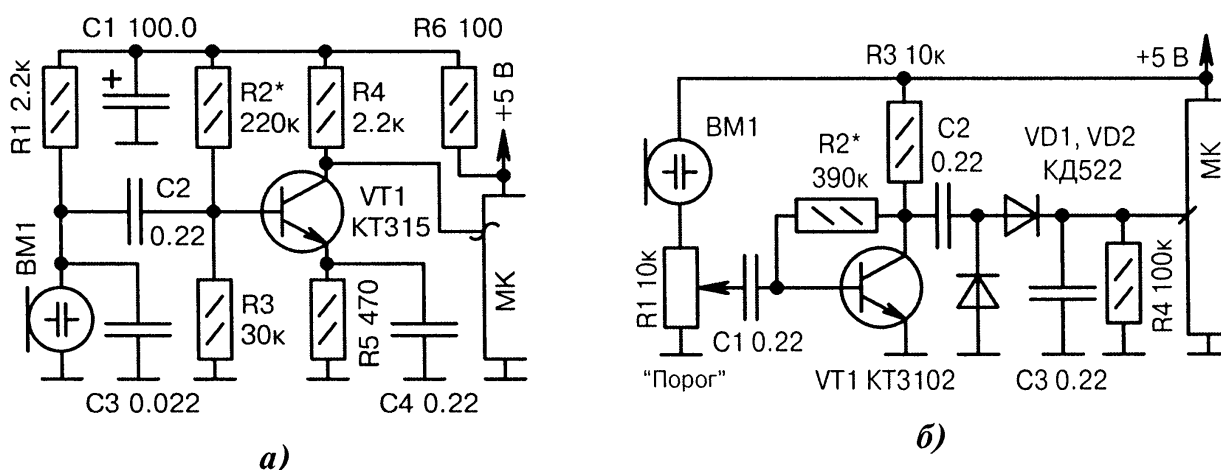 C1 100.0
R6 100
R1 2.2к
R2*
220к
R4
2.2к
+5 В
C2
0.22
VT1
КТ315
BM1
R3
30к
R5 470
МК
C3 0.022
C4 0.22
а)
R3 10к
+5 В
BM1
R2*
390к
C2
0.22
VD1, VD2
КД522
МК
R1 10к
C1 0.22
R4 100к
"Порог"
VT1 КТ3102
C3 0.22
б)